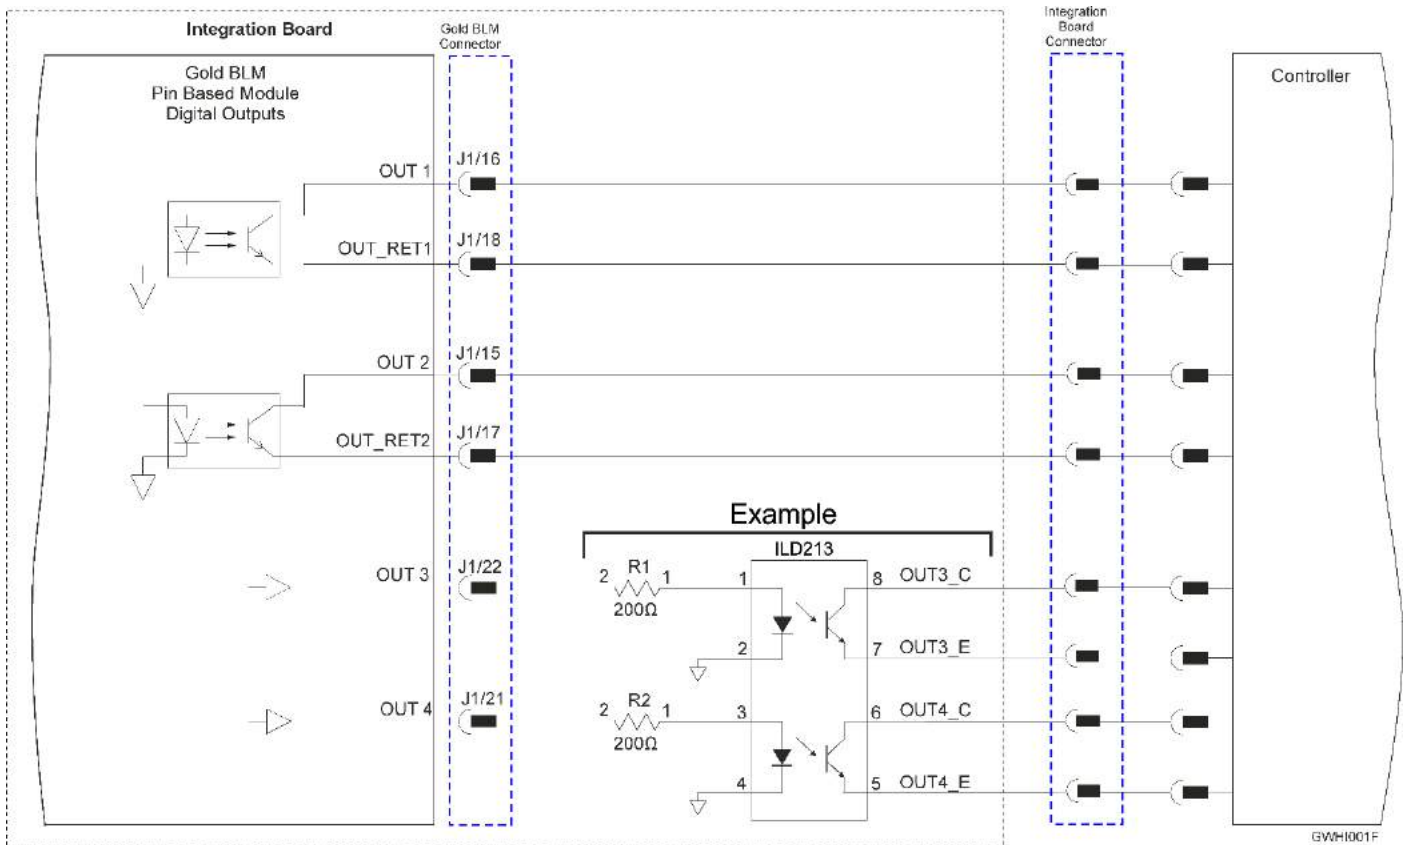 Integration Board
Gold BLM
Connector
Integration
Board
Connector
Gold BLM
Pin Based Module
Digital Outputs
Controller
OUT 1
J1/16
OUT_RET1
J1/18
OUT 2
J1/15
OUT_RET2
J1/17
Example
ILD213
OUT 3
J1/22
2
R1
1
200Ω
1
8
OUT3_C
2
7
OUT3_E
OUT 4
J1/21
2
R2
1
200Ω
3
6
OUT4_C
4
5
OUT4_E
GWHI001F